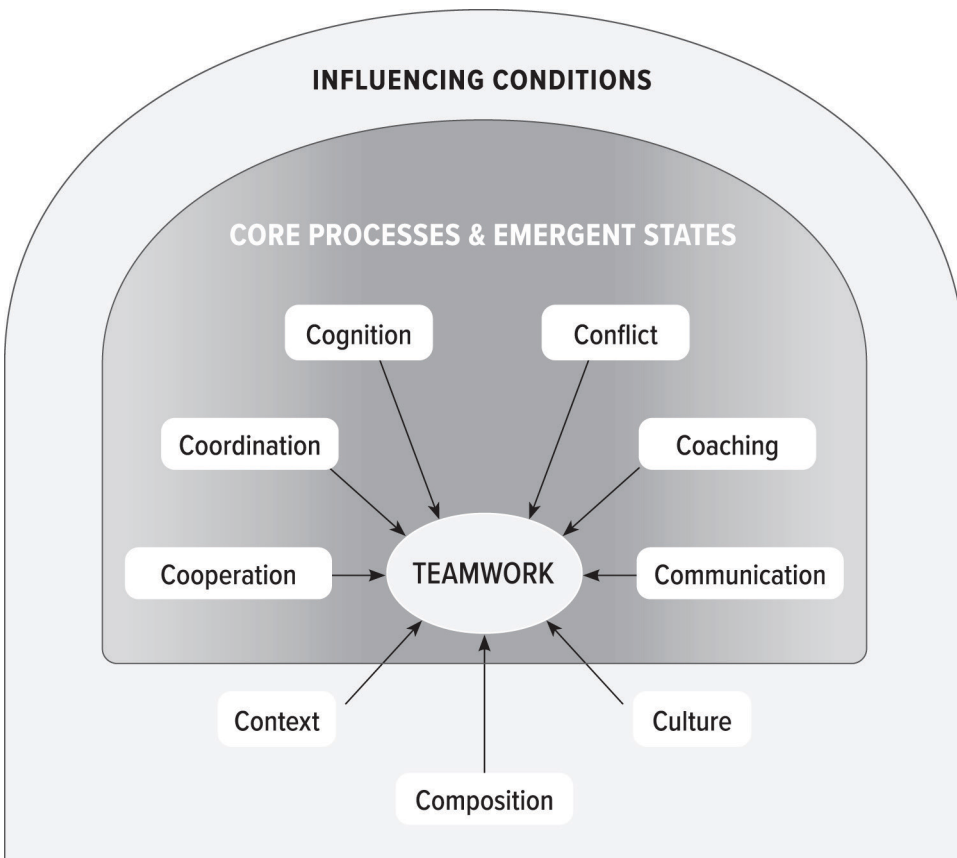 INFLUENCING CONDITIONS
CORE PROCESSES & EMERGENT STATES
Cognition
Conflict
Coordination
Coaching
Cooperation
TEAMWORK
Communication
Context
Culture
Composition